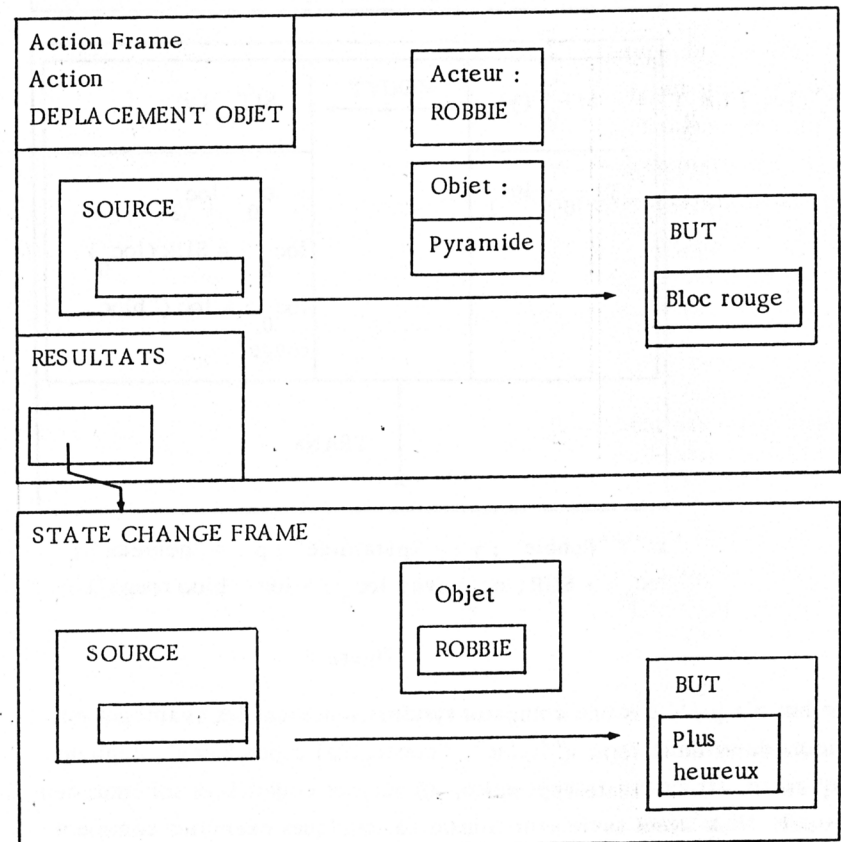 Action Frame
Action
DEPLACEMENT OBJET
Acteur :
ROBBIE
Objet :
Pyramide
SOURCE
BUT
Bloc rouge
RESULTATS
STATE CHANGE FRAME
Objet
ROBBIE
SOURCE
BUT
Plus
heureux